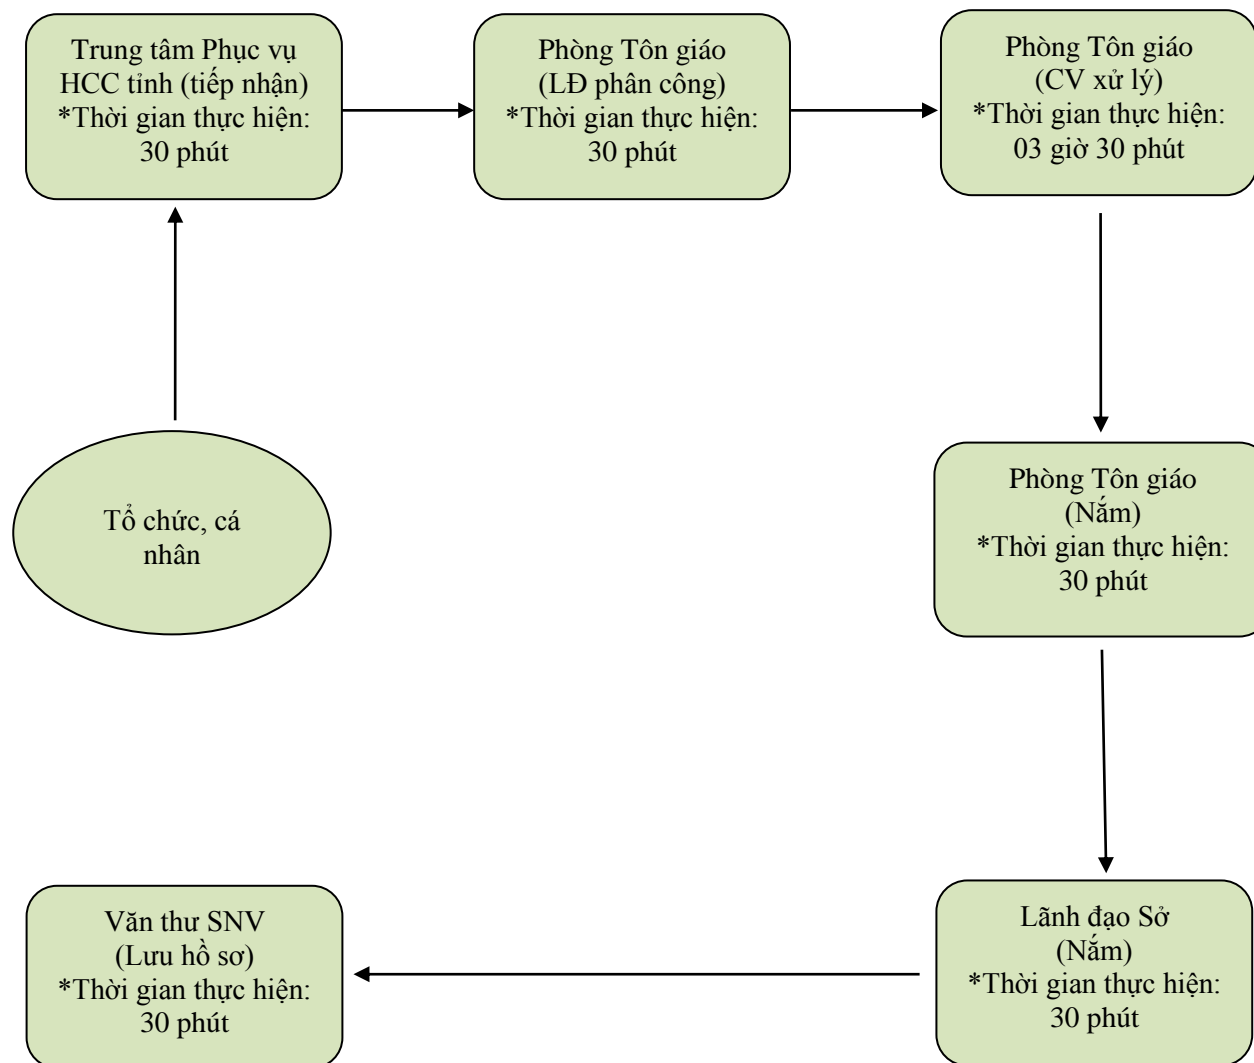 Trung tâm Phục vụ
HCC tỉnh (tiếp nhận)
*Thời gian thực hiện:
30 phút
Phòng Tôn giáo
(LĐ phân công)
*Thời gian thực hiện:
30 phút
Phòng Tôn giáo
(CV xử lý)
*Thời gian thực hiện:
03 giờ 30 phút
Tổ chức, cá
nhân
Phòng Tôn giáo
(Nắm)
*Thời gian thực hiện:
30 phút
Lãnh đạo Sở
(Nắm)
*Thời gian thực hiện:
30 phút
Văn thư SNV
(Lưu hồ sơ)
*Thời gian thực hiện:
30 phút